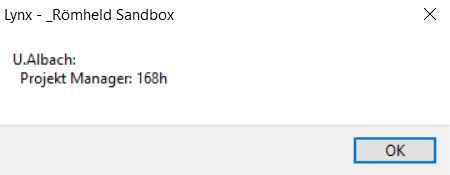 Lynx - _Römheld Sandbox
U.Albach:
Projekt Manager: 168h
OK